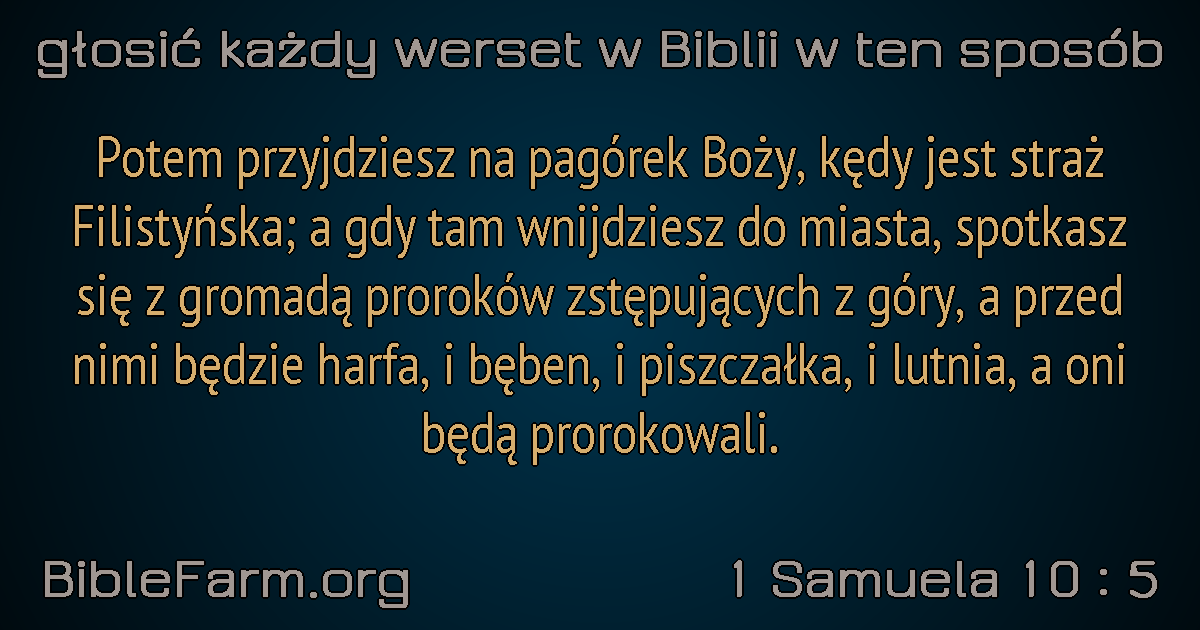 głosić każdy werset w Biblii w ten sposób
Potem przyjdziesz na pagórek Boży, kędy jest straż
Filistyńska; a gdy tam wnijdziesz do miasta, spotkasz
się z gromadą proroków zstępujących z góry, a przed
nimi będzie harfa, i bęben, i piszczałka, i lutnia, a oni
będą prorokowali.
BibleFarm.org
1 Samuela 10 : 5